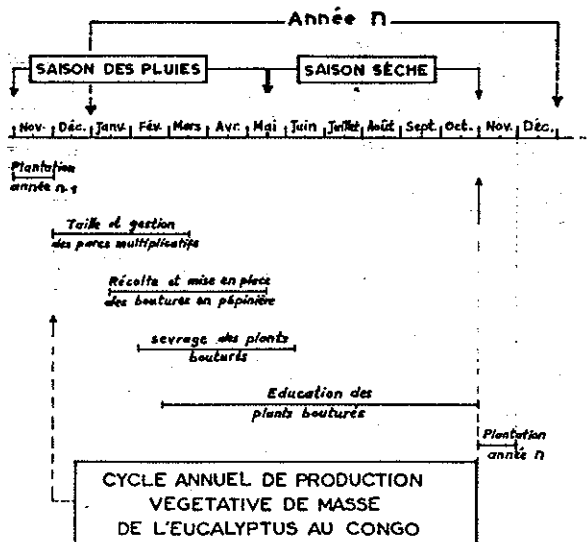 Année n
SAISON DES PLUIES
SAISON SÈCHE
Nov. Déc. Janv. Fév. Mars Avr. Mai Juin Juillet Août Sept. Oct. Nov. Déc.
Plantation
année n-1
Taille et gestion
des parcs multiplicatifs
Récolte et mise en place
des boutures en pépinière
sevrage des plants
bouturés
Education des
plants bouturés
Plantation
année n
CYCLE ANNUEL DE PRODUCTION
VEGETATIVE DE MASSE
DE L'EUCALYPTUS AU CONGO